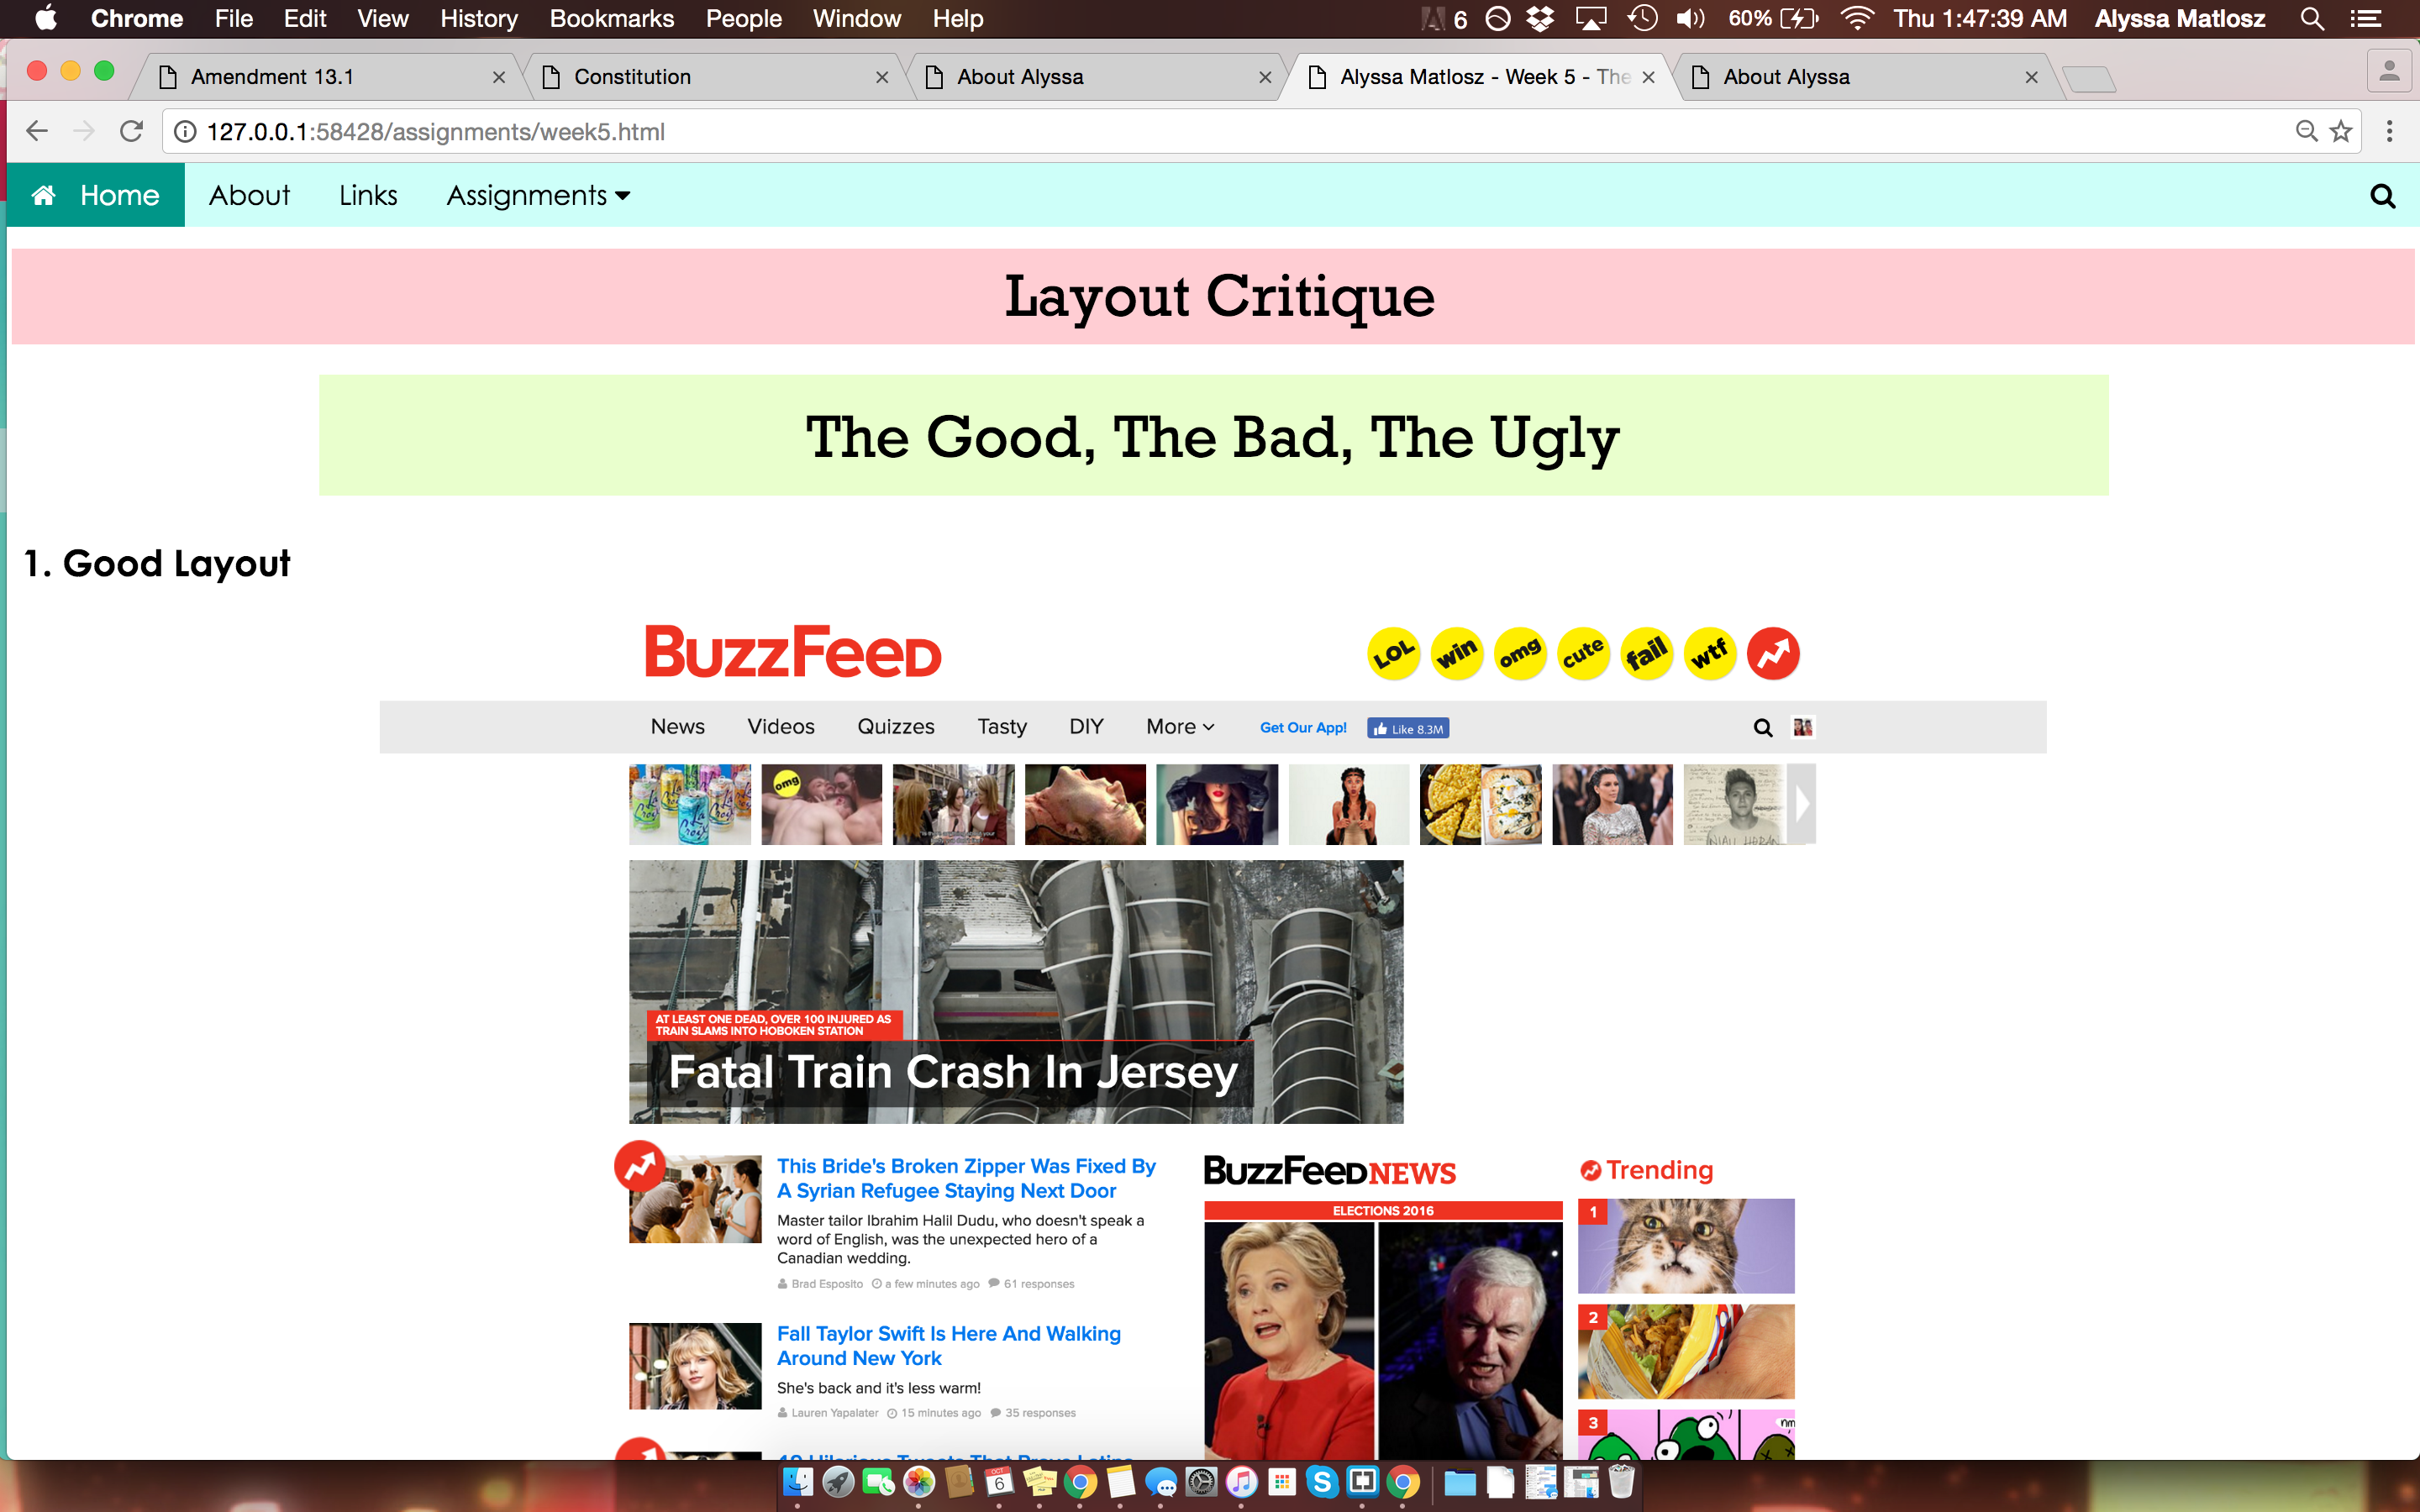 Chrome File Edit View History Bookmarks People Window Help 6 60% Thu 1:47:39 AM Alyssa Matlosz
Amendment 13.1
Constitution
About Alyssa
Alyssa Matlosz - Week 5 - The
About Alyssa
127.0.0.1:58428/assignments/week5.html
Home About Links Assignments
Layout Critique
The Good, The Bad, The Ugly
1. Good Layout
BuzzFeed
LOL win omg cute fail wtf
News Videos Quizzes Tasty DIY More Get Our App! Like 8.3M
omg
AT LEAST ONE DEAD, OVER 100 INJURED AS
TRAIN SLAMS INTO HOBOKEN STATION
Fatal Train Crash In Jersey
This Bride's Broken Zipper Was Fixed By
A Syrian Refugee Staying Next Door
Master tailor Ibrahim Halil Dudu, who doesn't speak a
word of English, was the unexpected hero of a
Canadian wedding.
Brad Esposito a few minutes ago 61 responses
Fall Taylor Swift Is Here And Walking
Around New York
She's back and it's less warm!
Lauren Yapalater 15 minutes ago 35 responses
BuzzFeed NEWS
ELECTIONS 2016
Trending
1
2
3
OCT
6